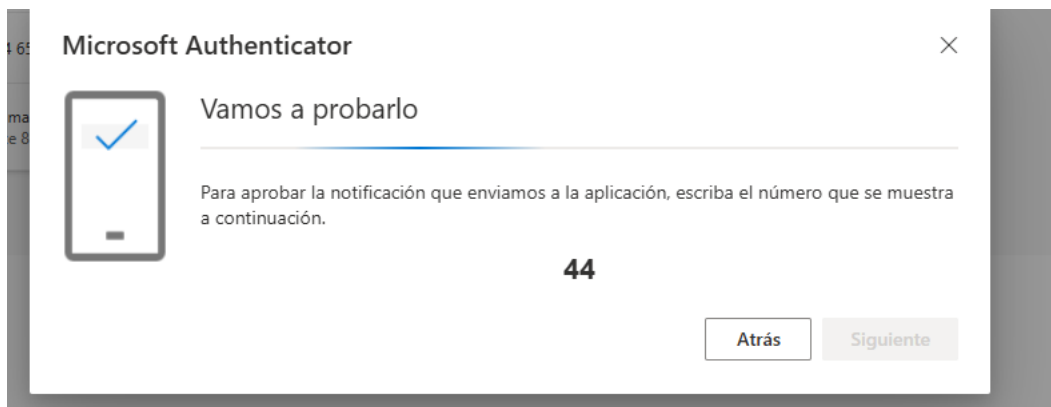 Microsoft Authenticator
Vamos a probarlo
Para aprobar la notificación que enviamos a la aplicación, escriba el número que se muestra
a continuación.
44
Atrás
Siguiente